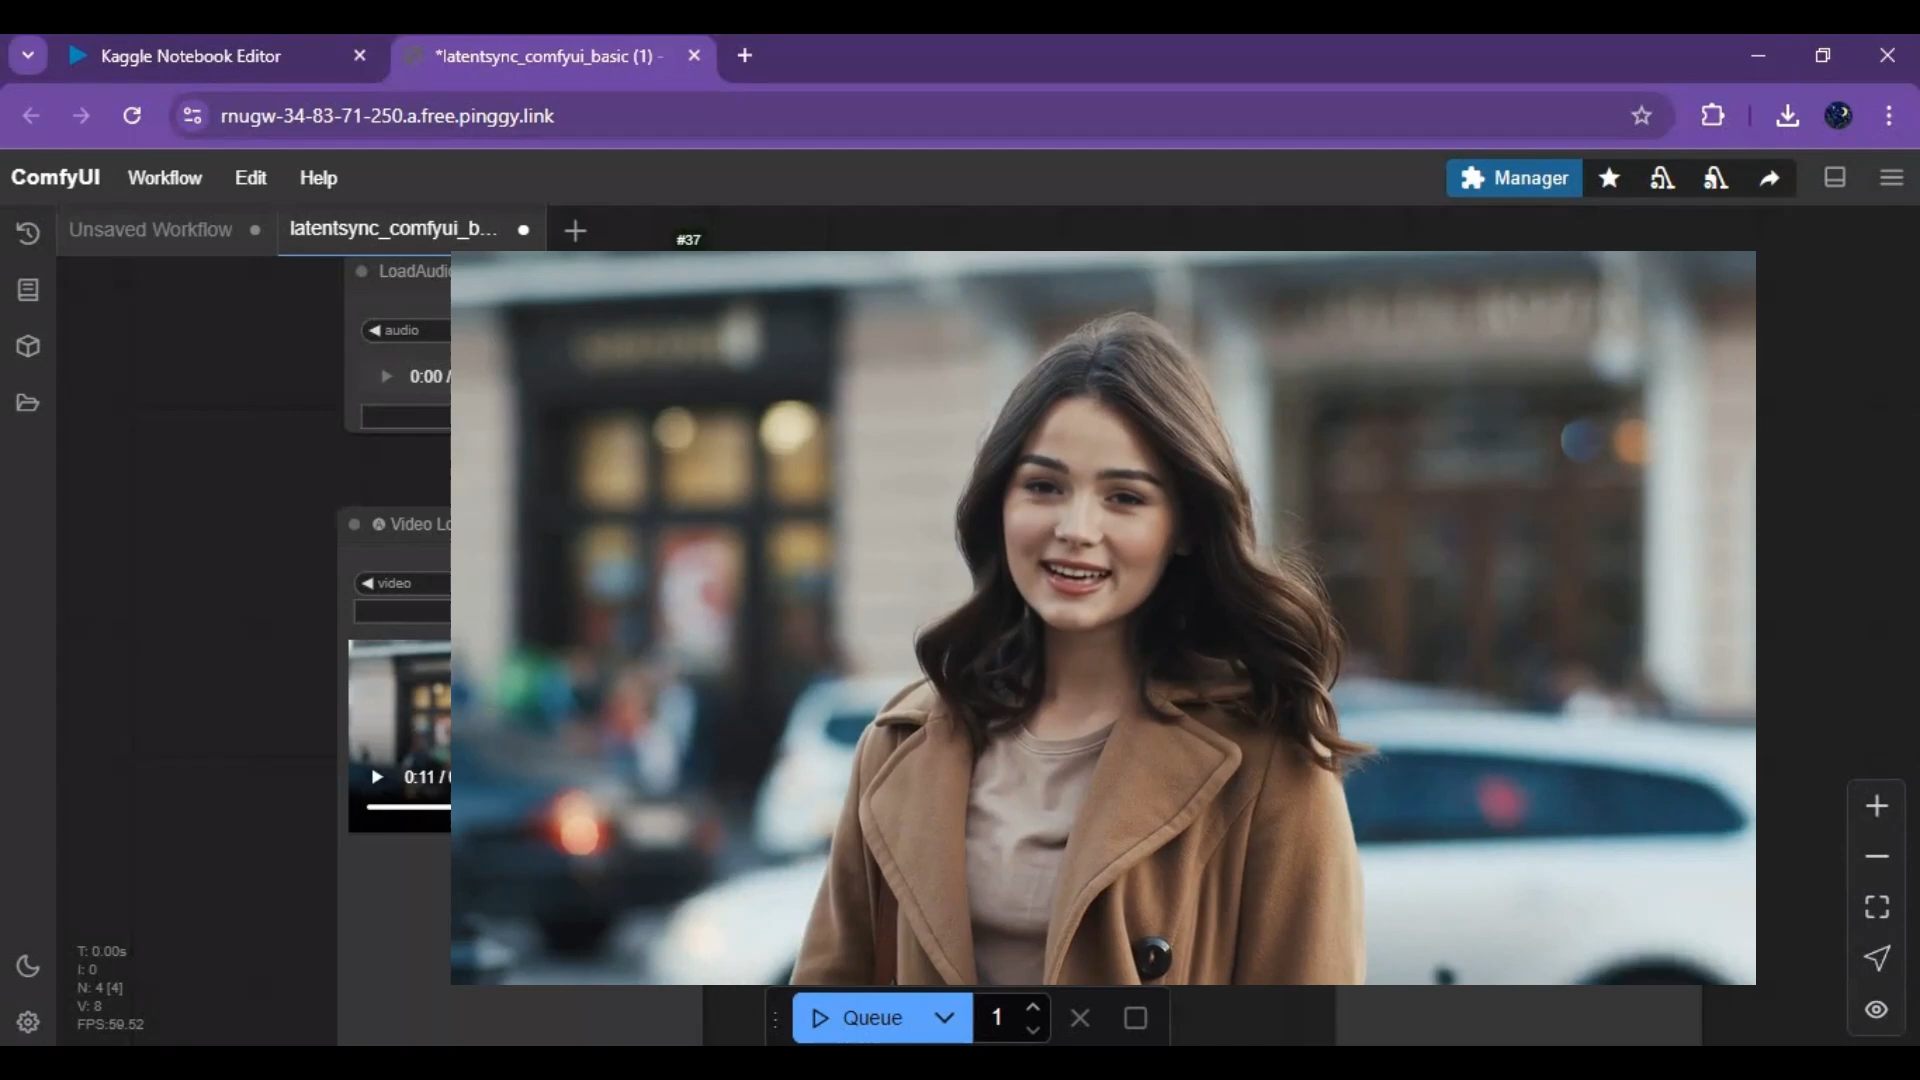 Kaggle Notebook Editor
*latentsync_comfyui_basic (1) -
rnugw-34-83-71-250.a.free.pinggy.link
ComfyUI Workflow Edit Help
Manager
Unsaved Workflow
latentsync_comfyui_b...
#37
LoadAudio
audio
0:00 /
Video Lo
video
0:11 /
T: 0.00s
I: 0
N: 4 [4]
V: 8
FPS:59.52
Queue
1